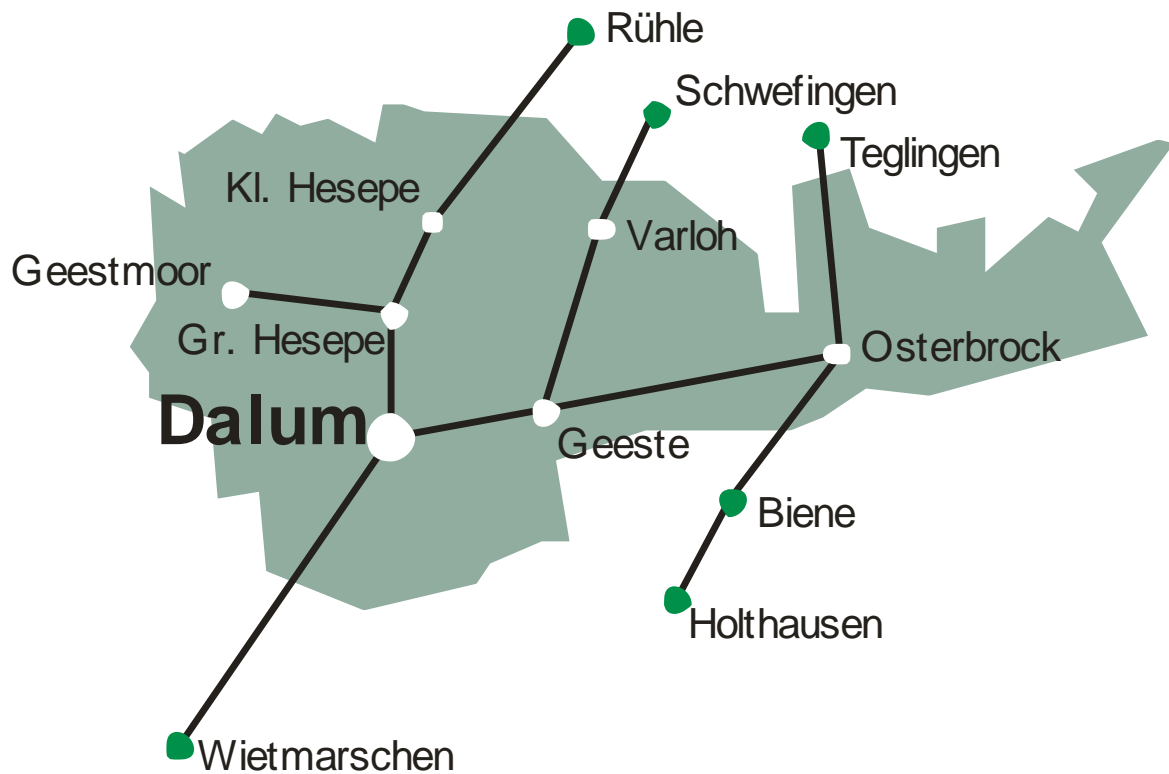 Rühle
Schwefingen
Teglingen
Kl. Hesepe
Varloh
Geestmoor
Gr. Hesepe
Osterbrock
Dalum
Geeste
Biene
Holthausen
Wietmarschen